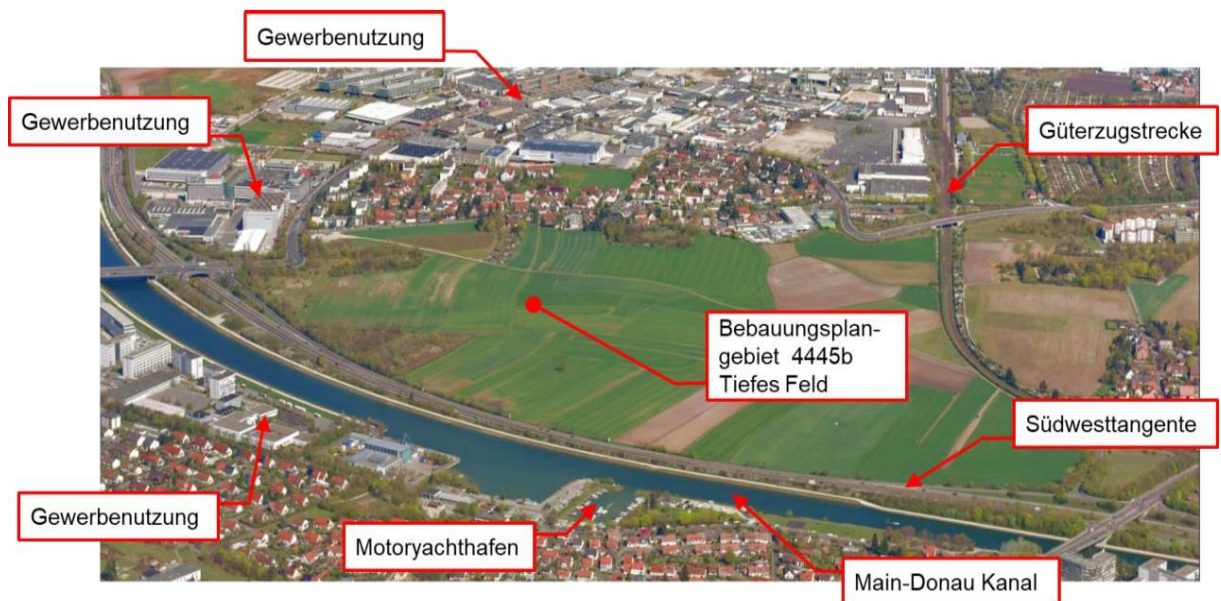 Gewerbenutzung
Gewerbenutzung
Güterzugstrecke
Bebauungsplan-
gebiet 4445b
Tiefes Feld
Südwesttangente
Gewerbenutzung
Motoryachthafen
Main-Donau Kanal